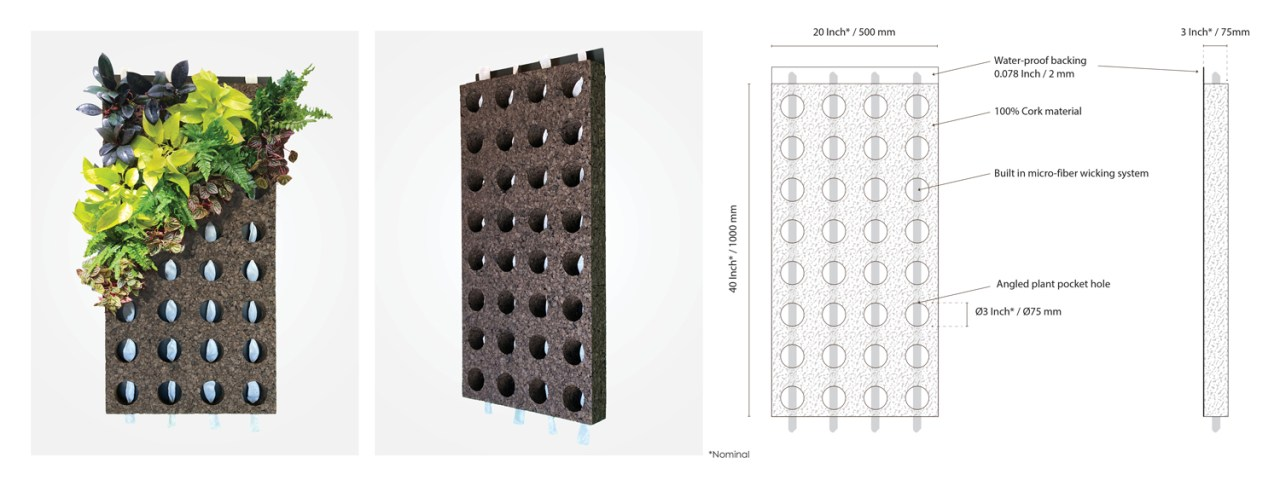 20 Inch* / 500 mm
3 Inch* / 75mm
Water-proof backing
0.078 Inch / 2 mm
100% Cork material
Built in micro-fiber wicking system
40 Inch* / 1000 mm
Angled plant pocket hole
Ø3 Inch* / Ø75 mm
*Nominal